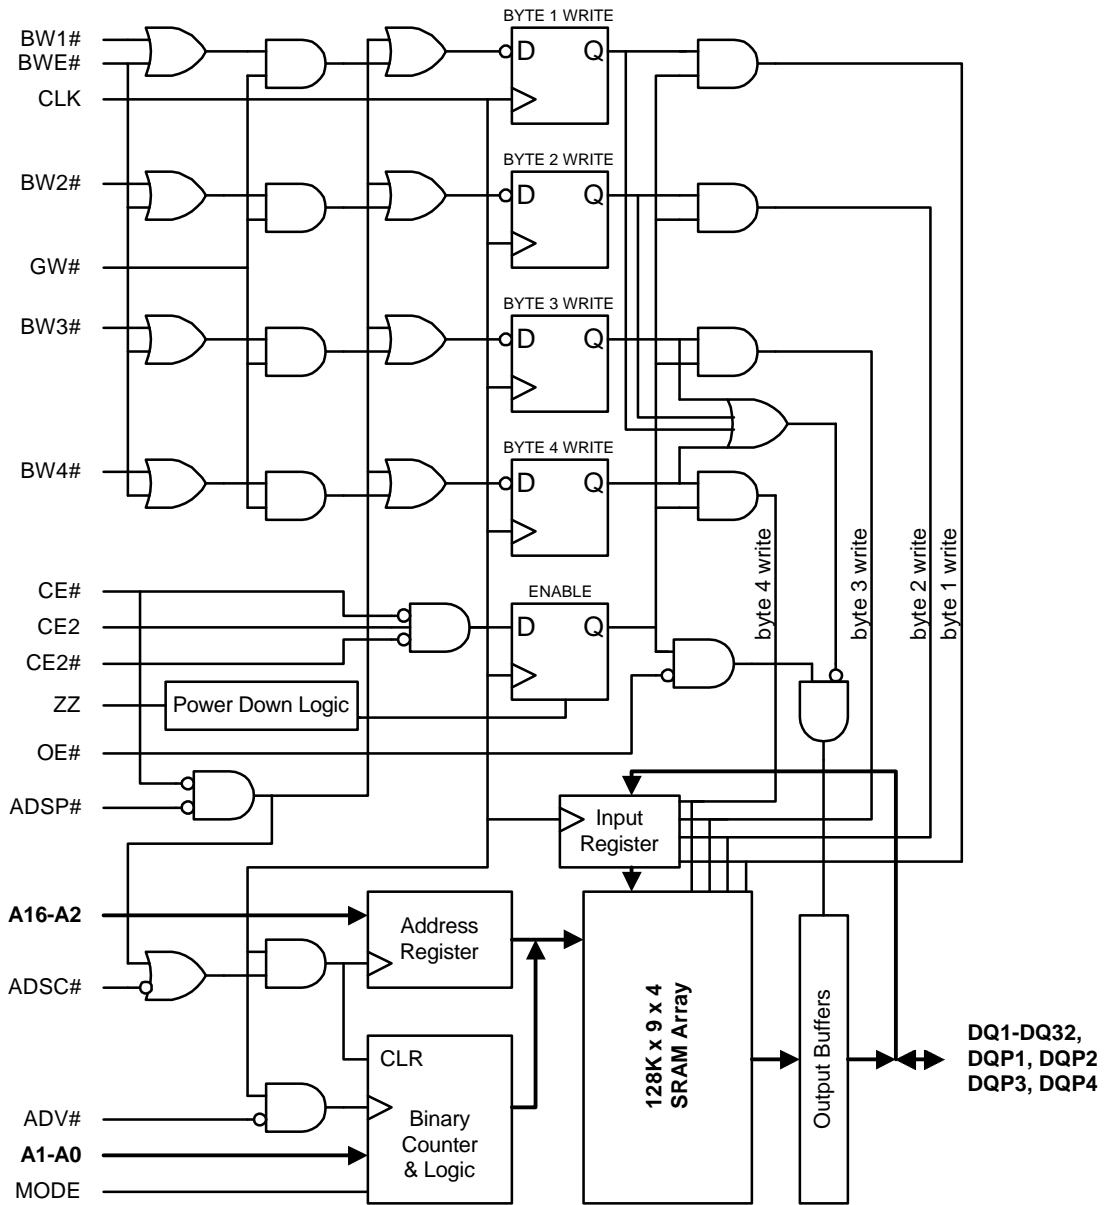 BYTE 1 WRITE
BW1#
D Q
BWE#
CLK
BYTE 2 WRITE
BW2#
D Q
GW#
BYTE 3 WRITE
BW3#
D Q
BYTE 4 WRITE
BW4#
D Q
byte 4 write
byte 3 write
byte 2 write
byte 1 write
CE#
ENABLE
CE2
D Q
CE2#
ZZ
Power Down Logic
OE#
ADSP#
Input
Register
A16-A2
Address
Register
ADSC#
128K x 9 x 4
SRAM Array
Output Buffers
DQ1-DQ32,
DQP1, DQP2
DQP3, DQP4
CLR
ADV#
Binary
Counter
& Logic
A1-A0
MODE